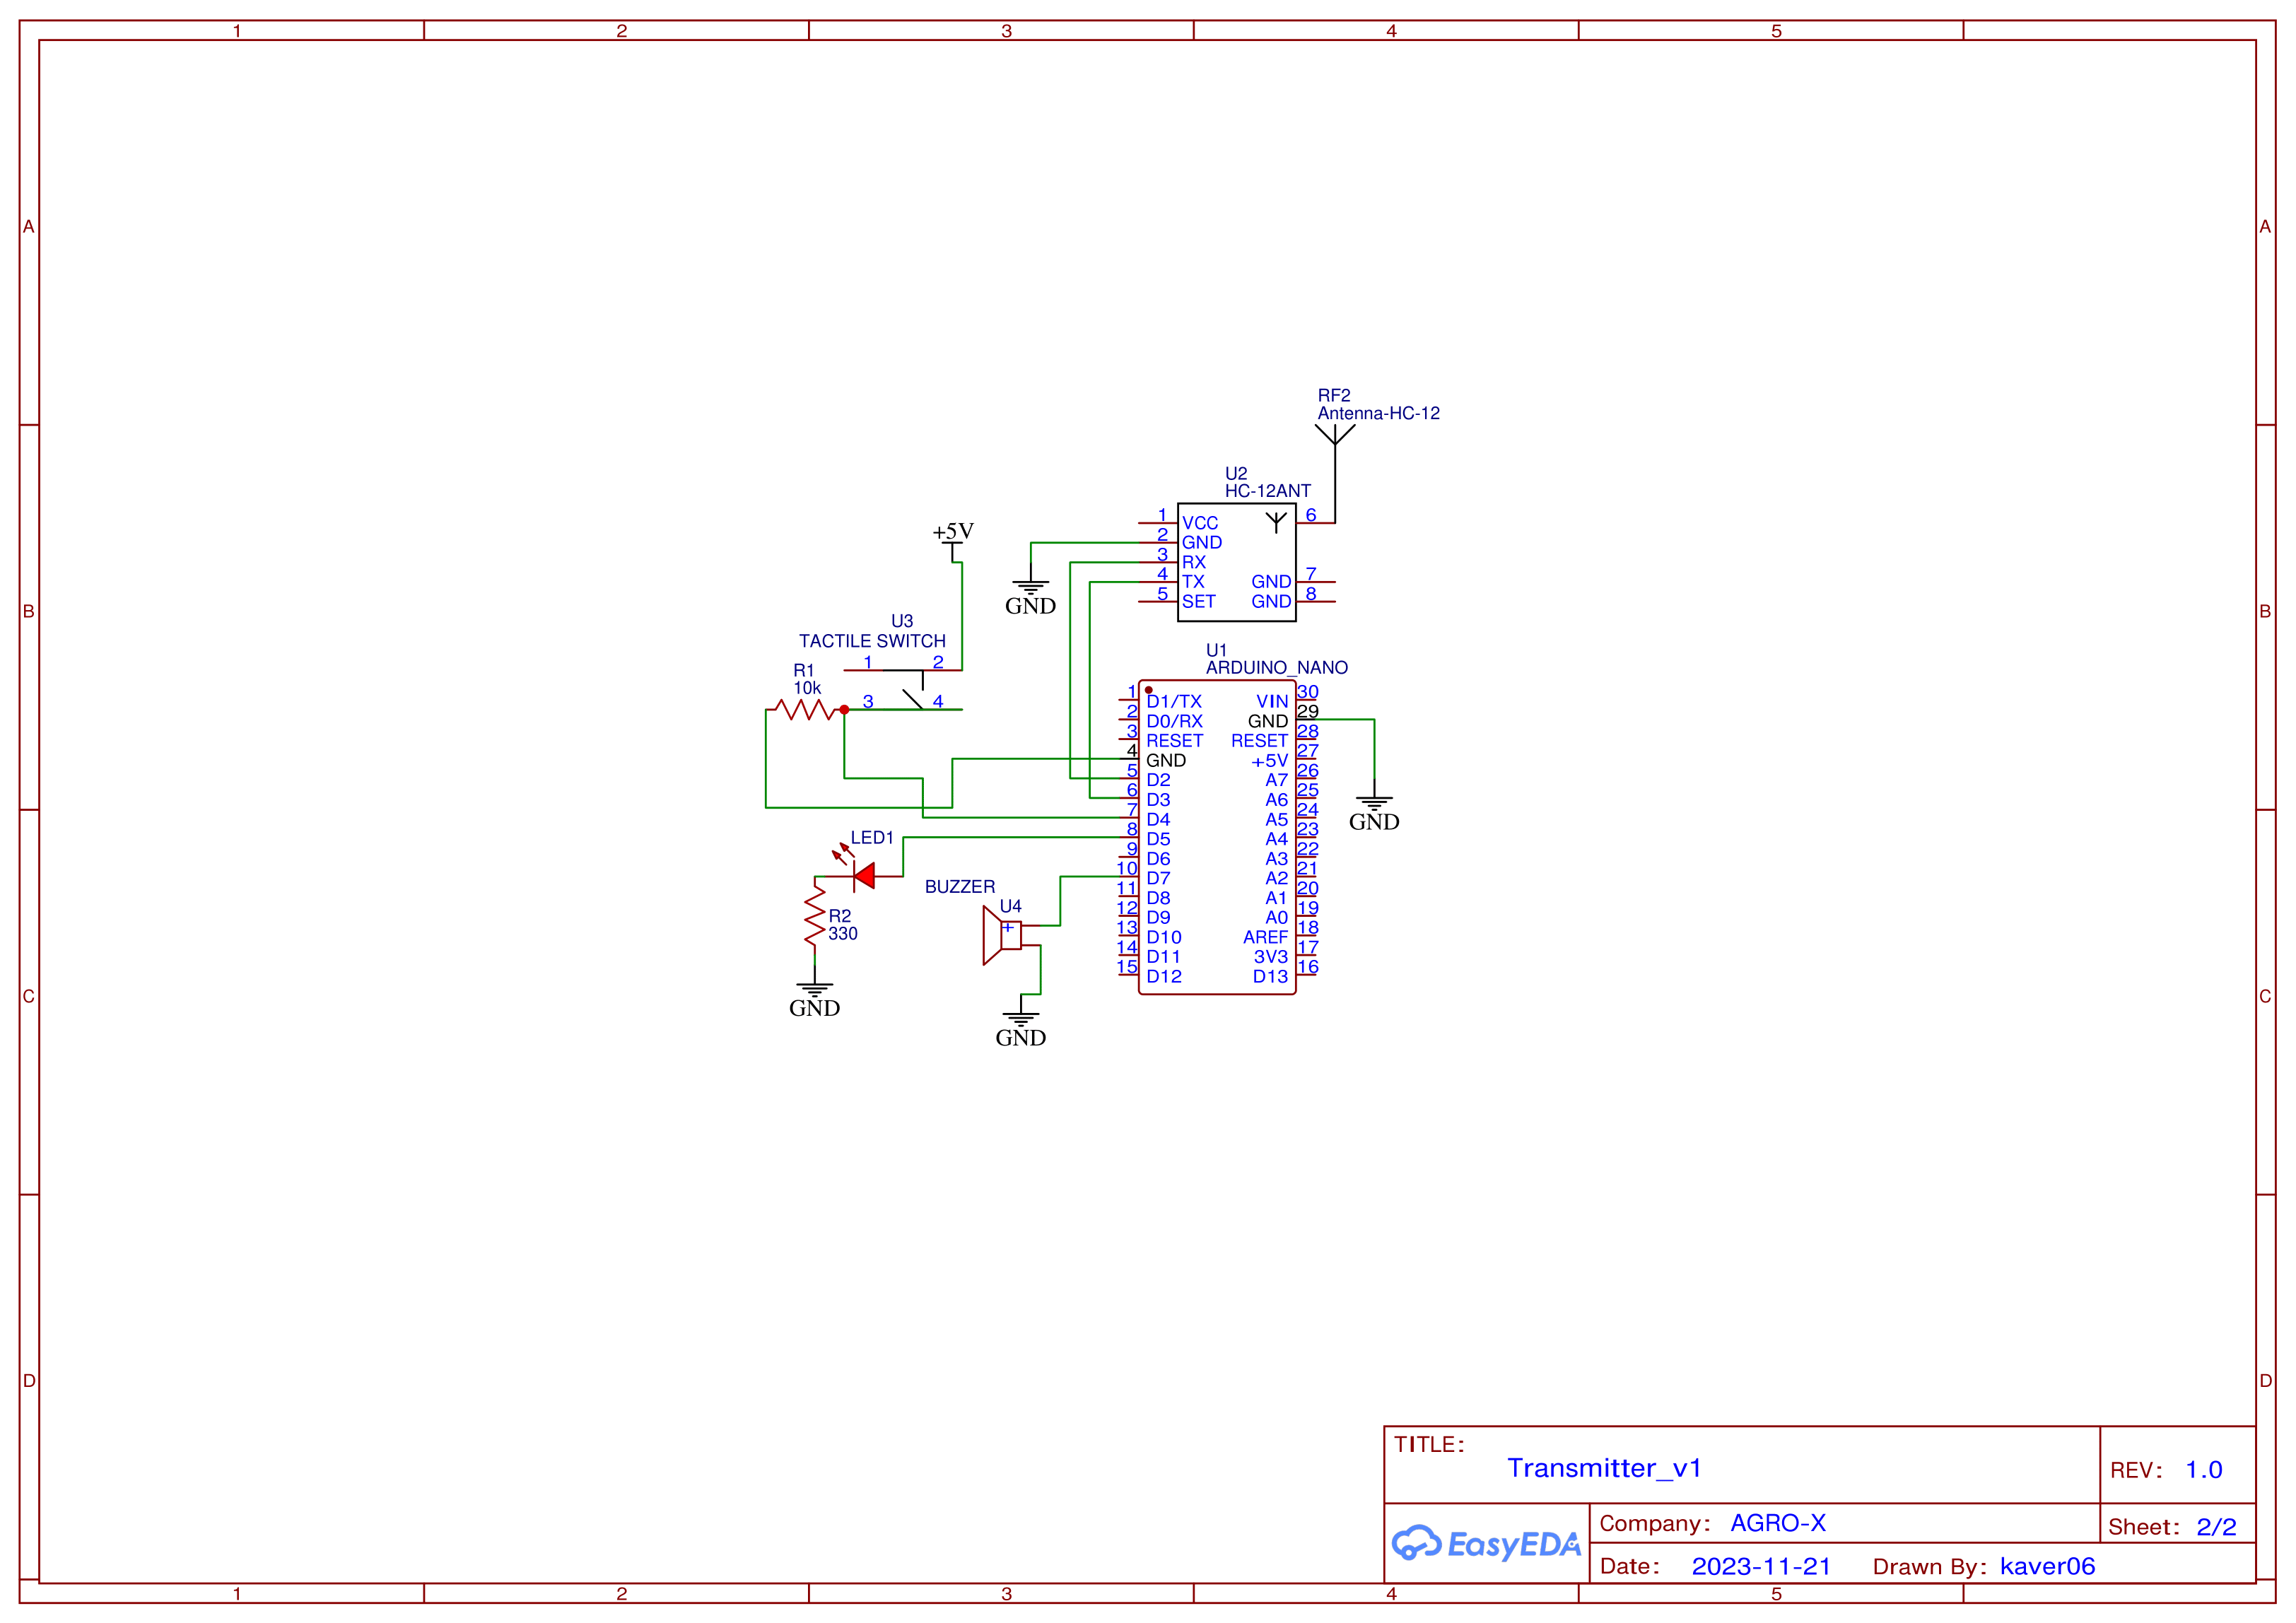 1 2 3 4 5
A A
RF2
Antenna-HC-12
U2
HC-12ANT
1 VCC 6
2 GND
3 RX
4 TX GND 7
5 SET GND 8
+5V
GND
B B
U3
TACTILE SWITCH
1 2
R1
10k
3 4
U1
ARDUINO_NANO
1 D1/TX VIN 30
2 D0/RX GND 29
3 RESET RESET 28
4 GND +5V 27
5 D2 A7 26
6 D3 A6 25
7 D4 A5 24
8 D5 A4 23
9 D6 A3 22
10 D7 A2 21
11 D8 A1 20
12 D9 A0 19
13 D10 AREF 18
14 D11 3V3 17
15 D12 D13 16
GND
LED1
R2
330
GND
BUZZER
U4
+
GND
C C
D D
TITLE:
Transmitter_v1
REV: 1.0
EasyEDA
Company: AGRO-X
Sheet: 2/2
Date: 2023-11-21 Drawn By: kaver06
1 2 3 4 5